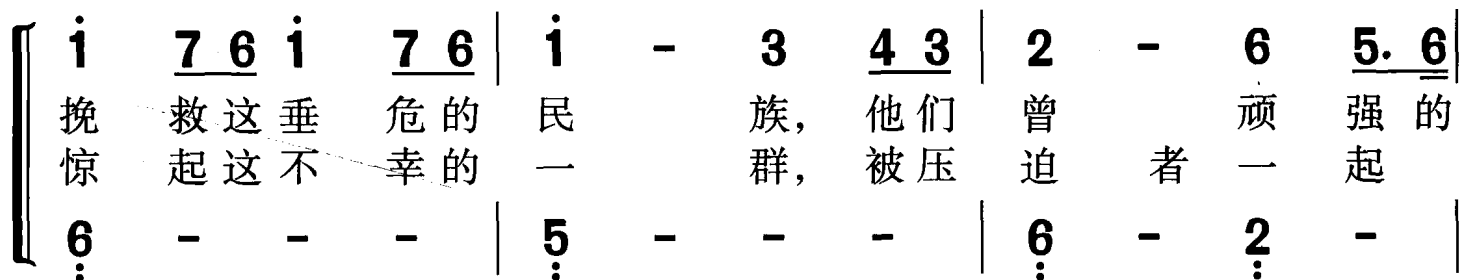 1̇ 7 6 1̇ 7 6 | 1̇ - 3 4 3 | 2 - 6 5. 6 |
挽 救这垂 危的 民 族, 他们 曾 顽 强的
惊 起这不 幸的 一 群, 被压 迫 者 一 起
6 - - - | 5 - - - | 6 - 2 - |